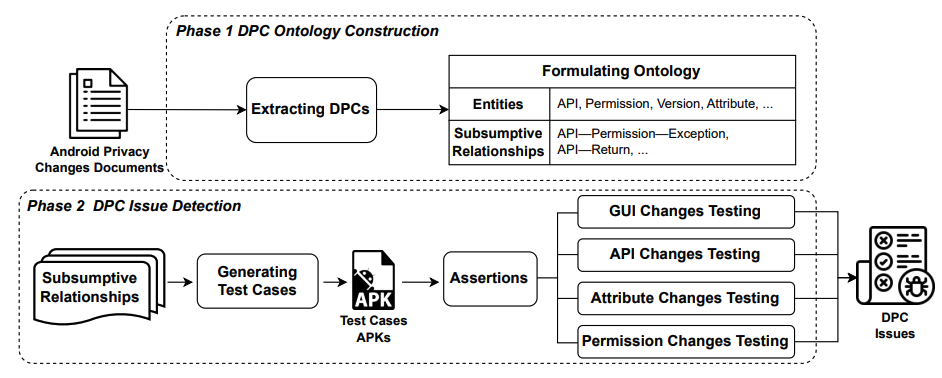 Phase 1 DPC Ontology Construction
Android Privacy
Changes Documents
Extracting DPCs
Formulating Ontology
Entities
API, Permission, Version, Attribute, ...
Subsumptive
Relationships
API—Permission—Exception,
API—Return, ...
Phase 2 DPC Issue Detection
Subsumptive
Relationships
Generating
Test Cases
APK
Test Cases
APKs
Assertions
GUI Changes Testing
API Changes Testing
Attribute Changes Testing
Permission Changes Testing
DPC
Issues